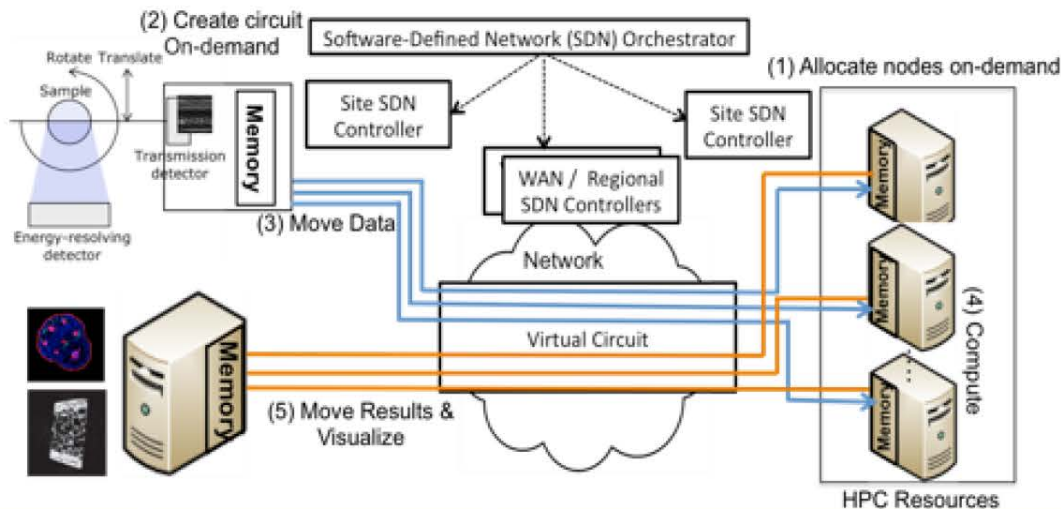 (2) Create circuit
On-demand
Software-Defined Network (SDN) Orchestrator
(1) Allocate nodes on-demand
Rotate Translate
Sample
Memory
Transmission
detector
Site SDN
Controller
Site SDN
Controller
WAN / Regional
SDN Controllers
(3) Move Data
Energy-resolving
detector
Network
Virtual Circuit
Memory
Memory
Memory
(4) Compute
Memory
(5) Move Results &
Visualize
HPC Resources